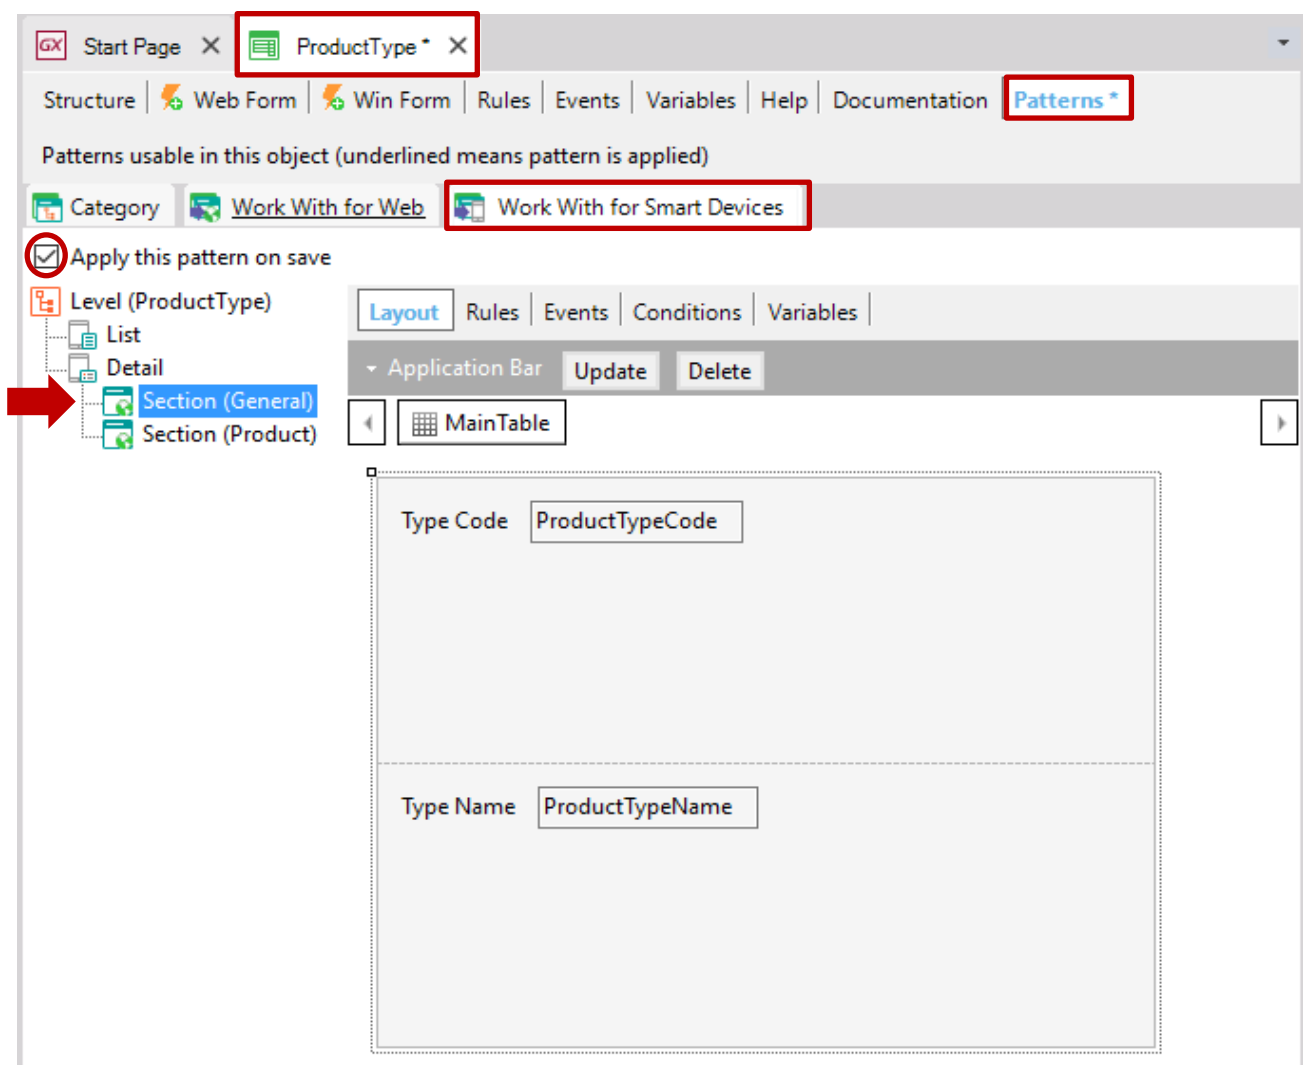 GX Start Page ProductType *
Structure Web Form Win Form Rules Events Variables Help Documentation Patterns *
Patterns usable in this object (underlined means pattern is applied)
Category Work With for Web Work With for Smart Devices
Apply this pattern on save
Level (ProductType)
List
Detail
Section (General)
Section (Product)
Layout Rules Events Conditions Variables
Application Bar Update Delete
MainTable
Type Code ProductTypeCode
Type Name ProductTypeName